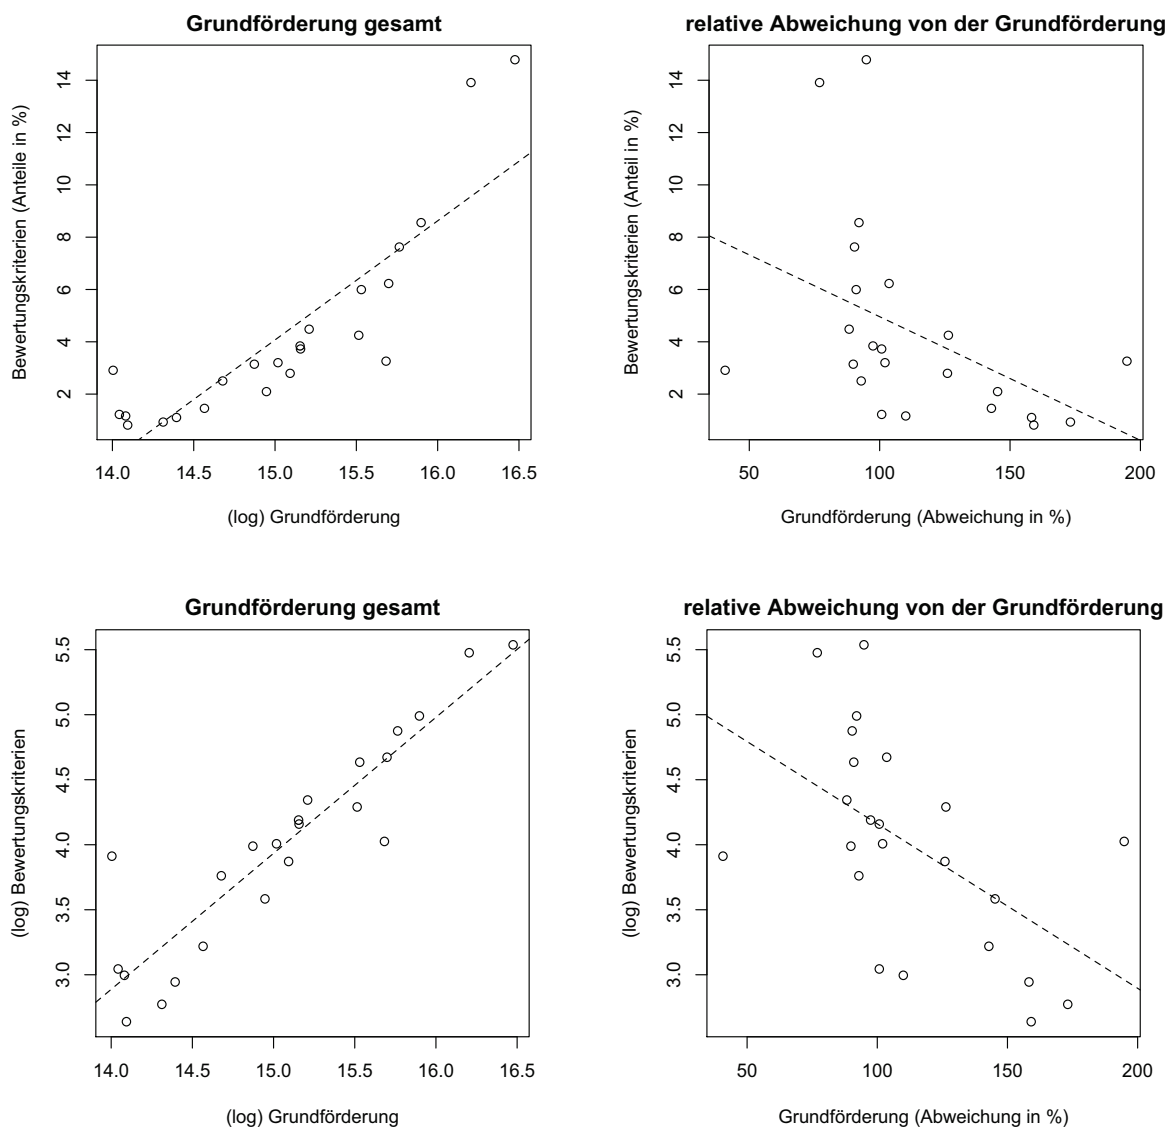 Grundförderung gesamt
Bewertungskriterien (Anteile in %)
14
12
10
8
6
4
2
14.0 14.5 15.0 15.5 16.0 16.5
(log) Grundförderung
relative Abweichung von der Grundförderung
Bewertungskriterien (Anteil in %)
14
12
10
8
6
4
2
50 100 150 200
Grundförderung (Abweichung in %)
Grundförderung gesamt
(log) Bewertungskriterien
5.5
5.0
4.5
4.0
3.5
3.0
14.0 14.5 15.0 15.5 16.0 16.5
(log) Grundförderung
relative Abweichung von der Grundförderung
(log) Bewertungskriterien
5.5
5.0
4.5
4.0
3.5
3.0
50 100 150 200
Grundförderung (Abweichung in %)